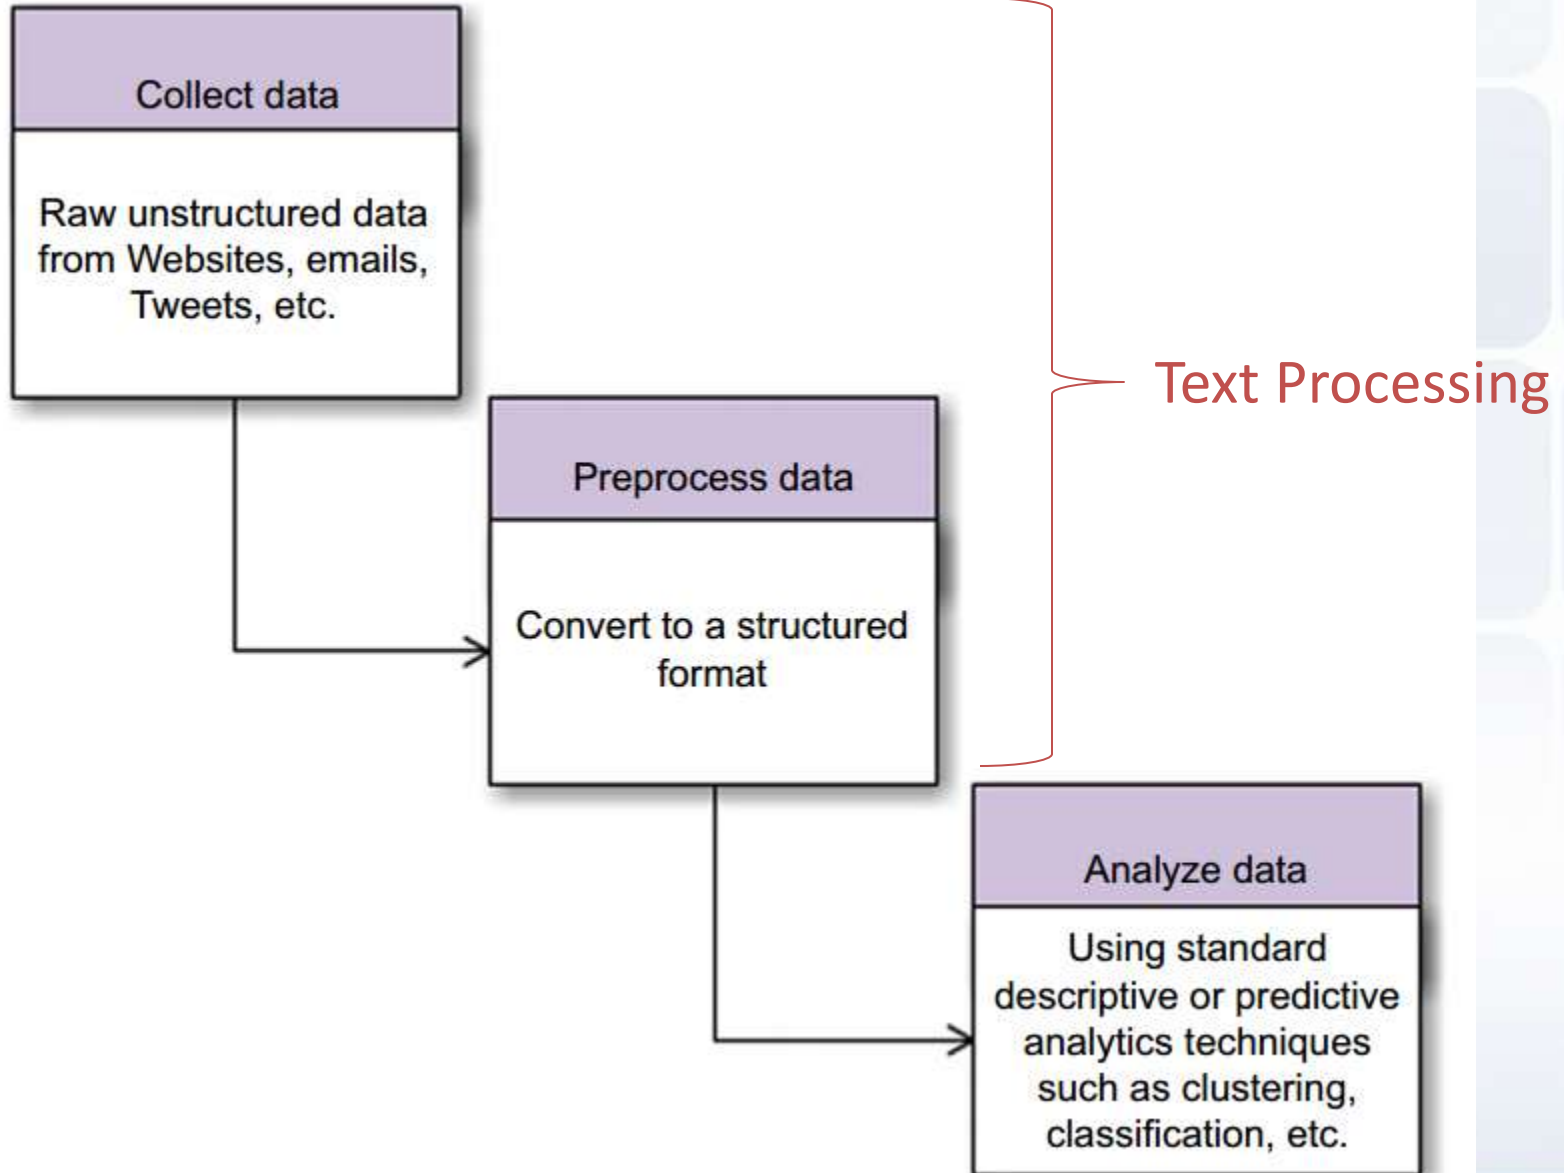 Collect data
Raw unstructured data
from Websites, emails,
Tweets, etc.
Text Processing
Preprocess data
Convert to a structured
format
Analyze data
Using standard
descriptive or predictive
analytics techniques
such as clustering,
classification, etc.